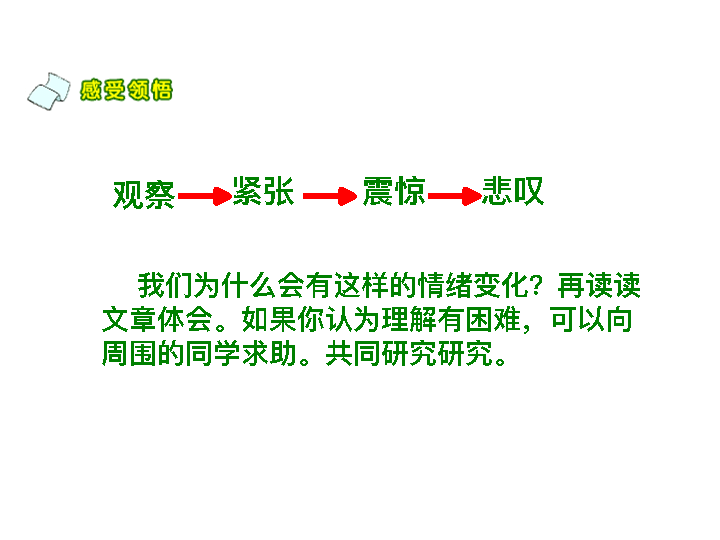 感受领悟
观察 紧张 震惊 悲叹
我们为什么会有这样的情绪变化？再读读
文章体会。如果你认为理解有困难，可以向
周围的同学求助。共同研究研究。